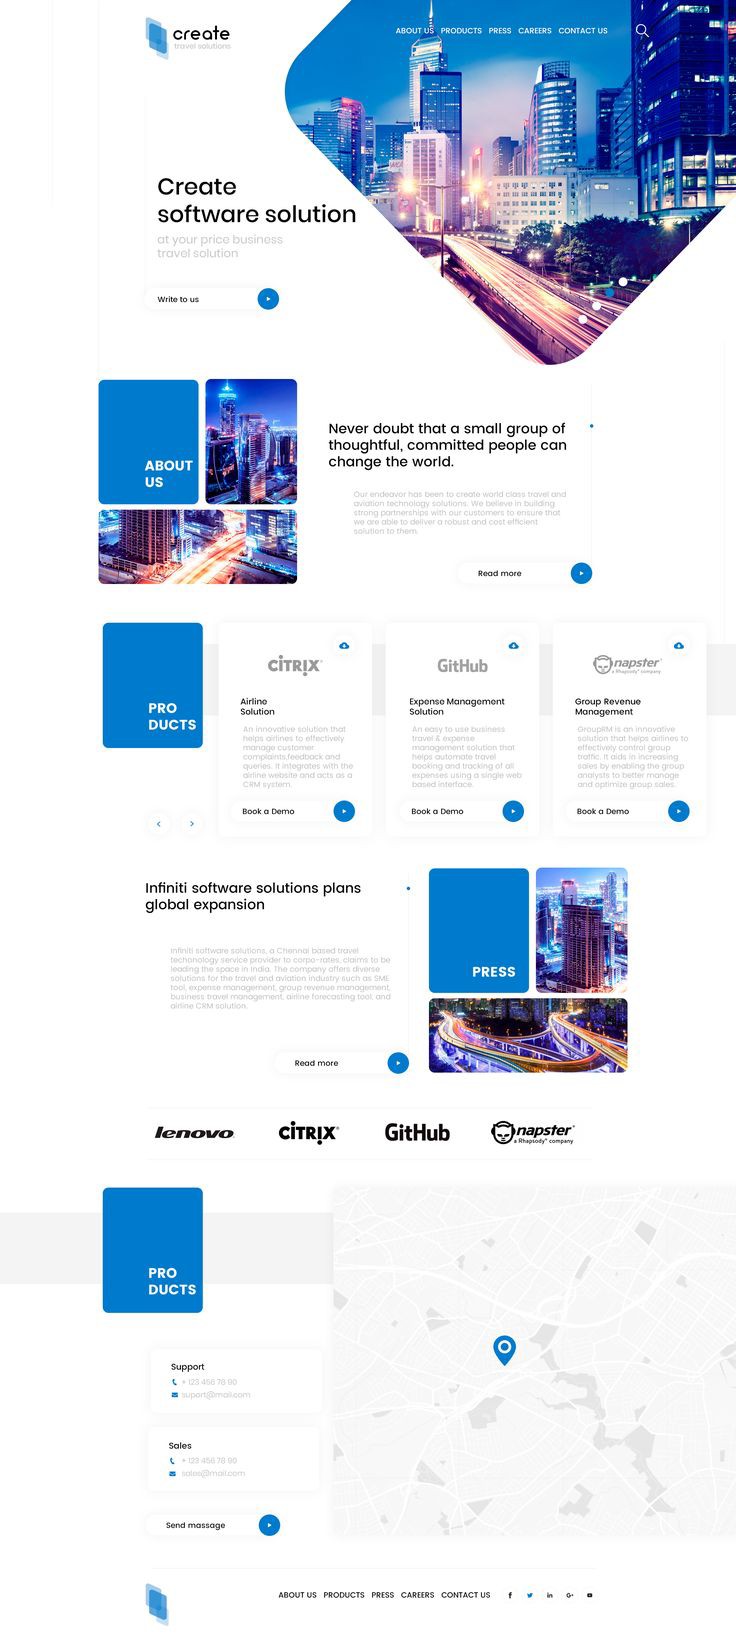 create
travel solutions
ABOUT US PRODUCTS PRESS CAREERS CONTACT US
Create
software solution
at your price business
travel solution
Write to us
ABOUT
US
Never doubt that a small group of
thoughtful, committed people can
change the world.
Our endeavor has been to create world class travel and
aviation technology solutions. We believe in building
strong partnerships with our customers to ensure that
we are able to deliver a robust and cost efficient
solution to them.
Read more
PRO
DUCTS
CiTRIX®
Airline
Solution
An innovative solution that
helps airlines to effectively
manage customer
complaints,feedback and
queries. It integrates with the
airline website and acts as a
CRM system.
Book a Demo
GitHub
Expense Management
Solution
An easy to use business
travel & expense
management solution that
helps automate travel
booking and tracking of all
expenses using a single web
based interface.
Book a Demo
napster®
a Rhapsody® company
Group Revenue
Management
GroupRM is an innovative
solution that helps airlines to
effectively control group
traffic. It aids in increasing
sales by enabling the group
analysts to better manage
and optimize group sales.
Book a Demo
Infiniti software solutions plans
global expansion
Infiniti software solutions, a Chennai based travel
techonology service provider to corpo-rates, claims to be
leading the space in India. The company offers diverse
solutions for the travel and aviation industry such as SME
tool, expense management, group revenue management,
business travel management, airline forecasting tool, and
airline CRM solution.
Read more
PRESS
lenovo.
CiTRIX®
GitHub
napster®
a Rhapsody® company
PRO
DUCTS
Support
+ 123 456 78 90
suport@mail.com
Sales
+ 123 456 78 90
sales@mail.com
Send massage
ABOUT US PRODUCTS PRESS CAREERS CONTACT US